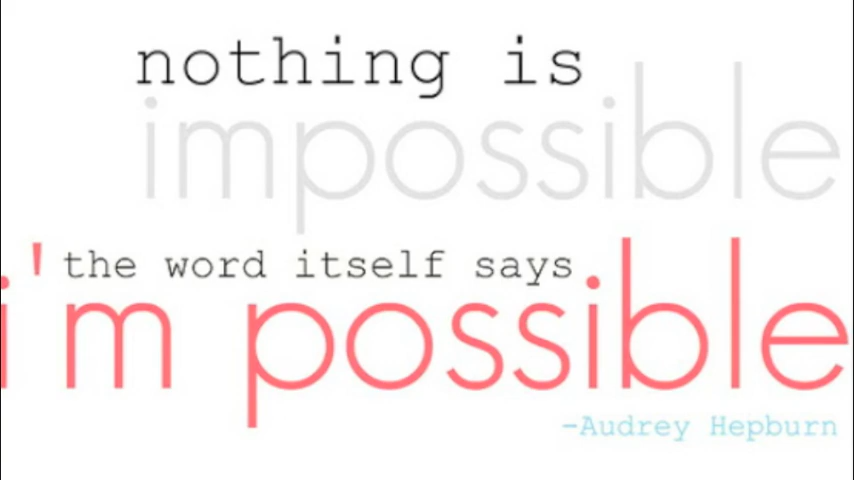 nothing is
impossible
the word itself says
i'm possible
-Audrey Hepburn